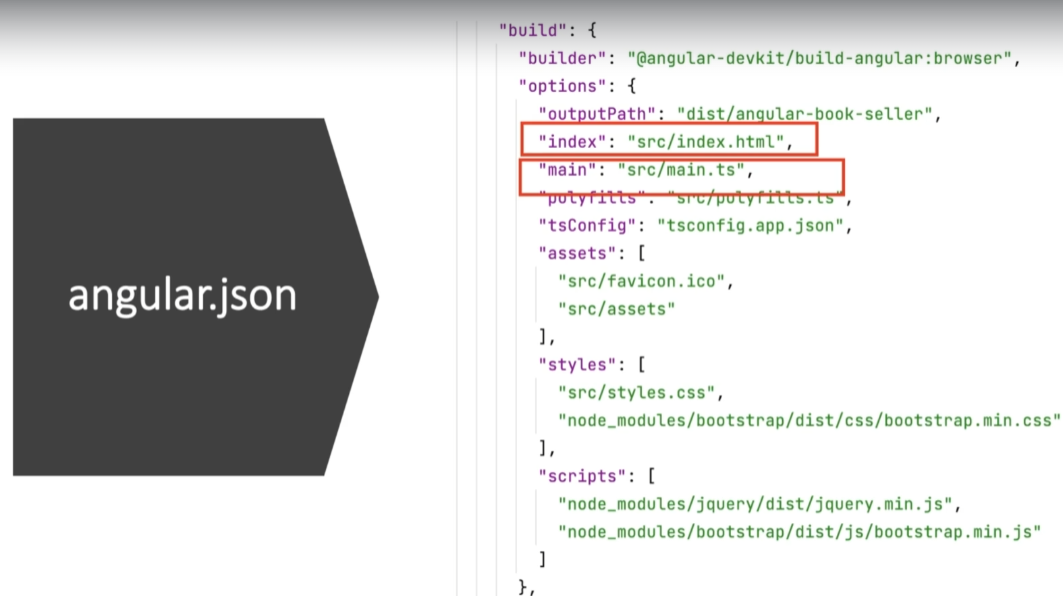 angular.json
"build": {
"builder": "@angular-devkit/build-angular:browser",
"options": {
"outputPath": "dist/angular-book-seller",
"index": "src/index.html",
"main": "src/main.ts",
"polyfills": "src/polyfills.ts",
"tsConfig": "tsconfig.app.json",
"assets": [
"src/favicon.ico",
"src/assets"
],
"styles": [
"src/styles.css",
"node_modules/bootstrap/dist/css/bootstrap.min.css"
],
"scripts": [
"node_modules/jquery/dist/jquery.min.js",
"node_modules/bootstrap/dist/js/bootstrap.min.js"
]
},